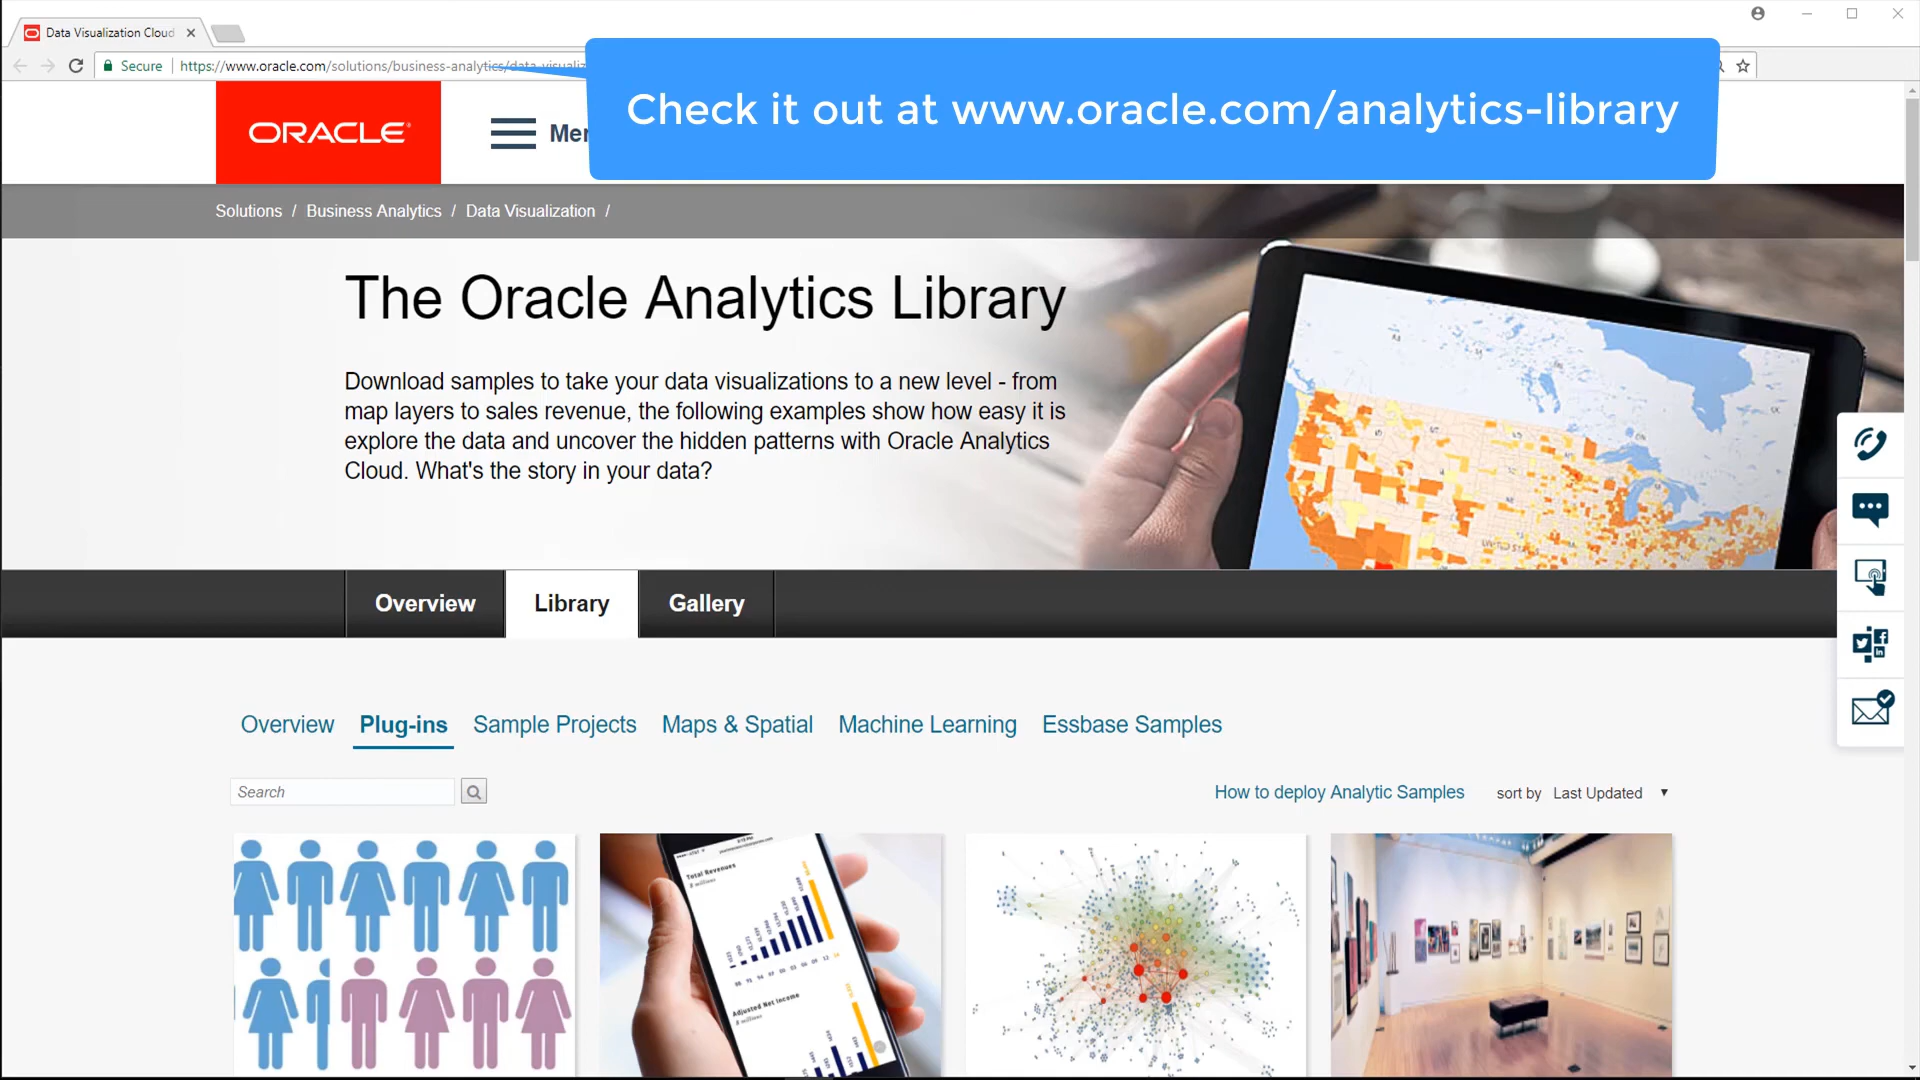 Data Visualization Cloud
Secure
https://www.oracle.com/solutions/business-analytics/data-visualiz
Check it out at www.oracle.com/analytics-library
ORACLE
Men
Solutions / Business Analytics / Data Visualization /
The Oracle Analytics Library
Download samples to take your data visualizations to a new level - from
map layers to sales revenue, the following examples show how easy it is
explore the data and uncover the hidden patterns with Oracle Analytics
Cloud. What's the story in your data?
Overview Library Gallery
Overview Plug-ins Sample Projects Maps & Spatial Machine Learning Essbase Samples
Search
How to deploy Analytic Samples sort by Last Updated
Total Revenues
$ millions
Adjusted Net Income
$ millions